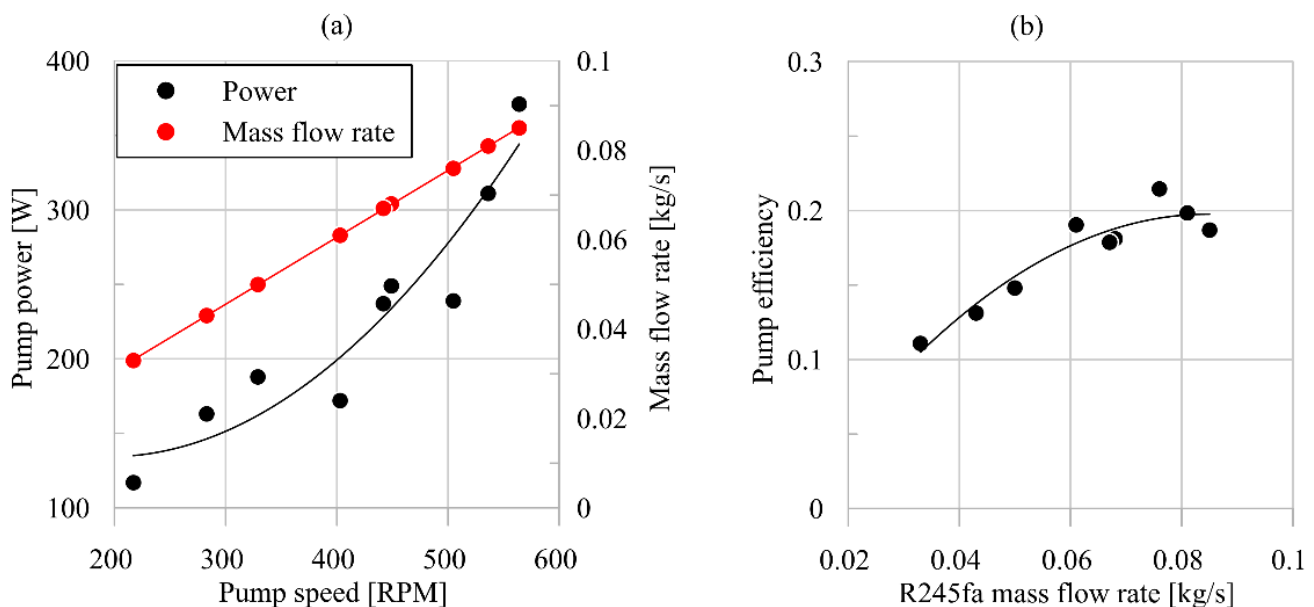 (a)
400
300
200
100
Pump power [W]
Power
Mass flow rate
0.1
0.08
0.06
0.04
0.02
0
Mass flow rate [kg/s]
200
300
400
500
600
Pump speed [RPM]
(b)
0.3
0.2
0.1
0
Pump efficiency
0.02
0.04
0.06
0.08
0.1
R245fa mass flow rate [kg/s]